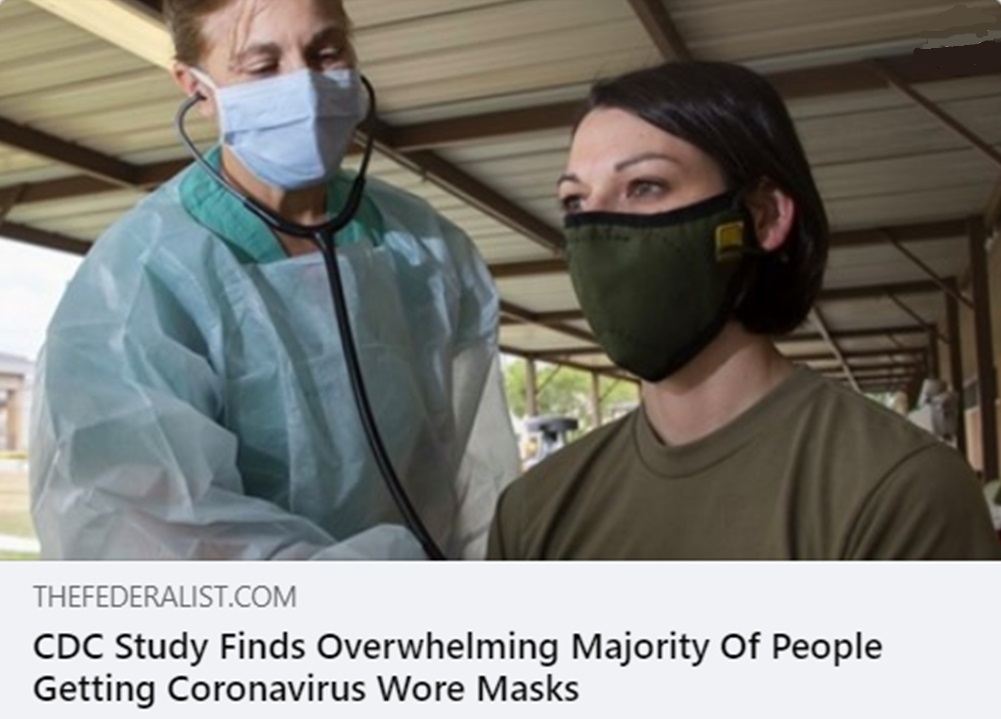 THEFEDERALIST.COM
CDC Study Finds Overwhelming Majority Of People
Getting Coronavirus Wore Masks